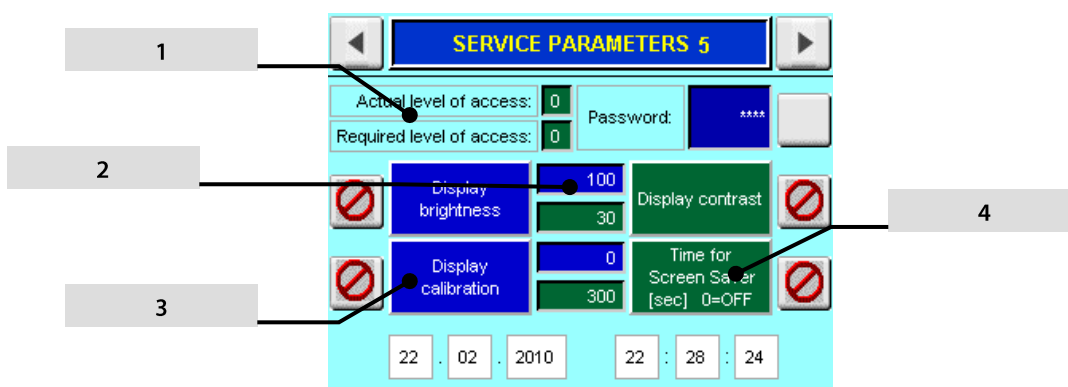 SERVICE PARAMETERS 5
1
Actual level of access: 0
Password: ****
Required level of access: 0
2
Display
brightness
100
30
Display contrast
4
Display
calibration
0
300
Time for
Screen Saver
[sec] 0=OFF
3
22 . 02 . 2010
22 : 28 : 24